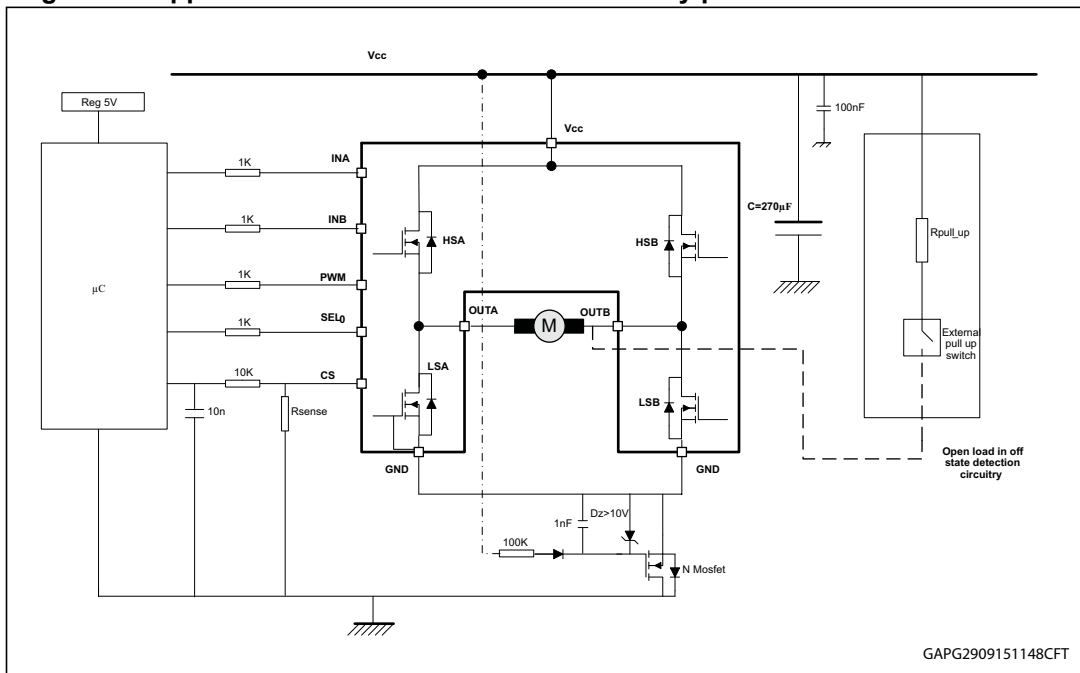 Vcc
Reg 5V
100nF
Vcc
1K
INA
C=270µF
1K
INB
HSA
HSB
Rpull_up
µC
1K
PWM
OUTA
M
OUTB
1K
SEL0
External
pull up
switch
10K
CS
LSA
LSB
10n
Rsense
GND
GND
Open load in off
state detection
circuitry
Dz>10V
1nF
100K
N Mosfet
GAPG2909151148CFT